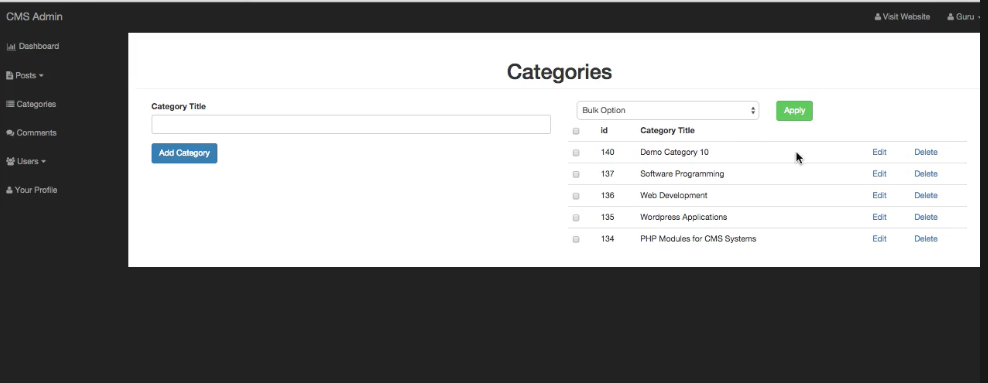 CMS Admin
Visit Website Guru
Dashboard
Posts
Categories
Comments
Users
Your Profile
Categories
Category Title
Add Category
Bulk Option
Apply
id Category Title
140 Demo Category 10 Edit Delete
137 Software Programming Edit Delete
136 Web Development Edit Delete
135 Wordpress Applications Edit Delete
134 PHP Modules for CMS Systems Edit Delete